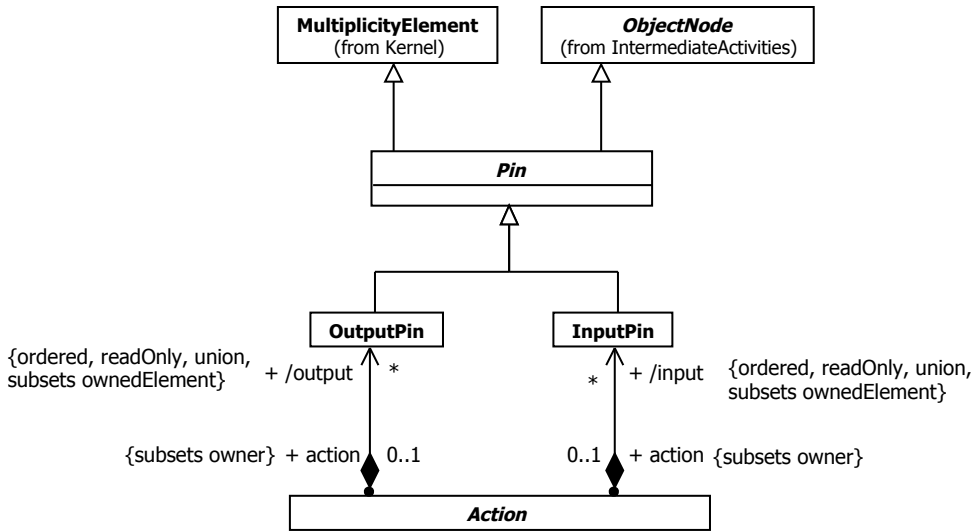 MultiplicityElement
(from Kernel)
ObjectNode
(from IntermediateActivities)
Pin
OutputPin
InputPin
{ordered, readOnly, union,
subsets ownedElement}
+ /output
*
*
+ /input
{ordered, readOnly, union,
subsets ownedElement}
{subsets owner}
+ action
0..1
0..1
+ action
{subsets owner}
Action